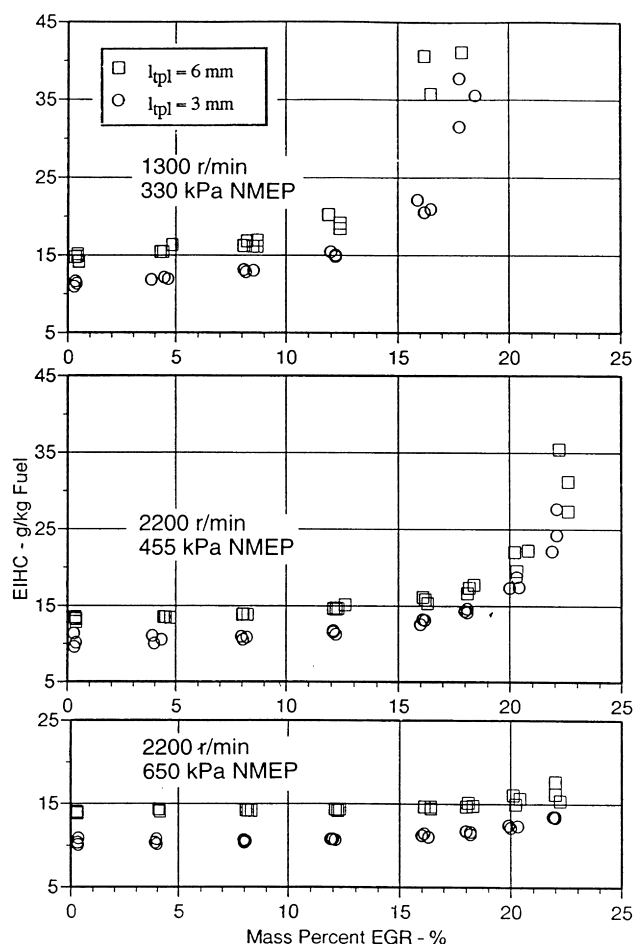 45
35
25
15
5
□ l_tpl = 6 mm
○ l_tpl = 3 mm
1300 r/min
330 kPa NMEP
0 5 10 15 20 25
45
35
25
15
5
EIHC - g/kg Fuel
2200 r/min
455 kPa NMEP
0 5 10 15 20 25
25
15
5
2200 r/min
650 kPa NMEP
0 5 10 15 20 25
Mass Percent EGR - %